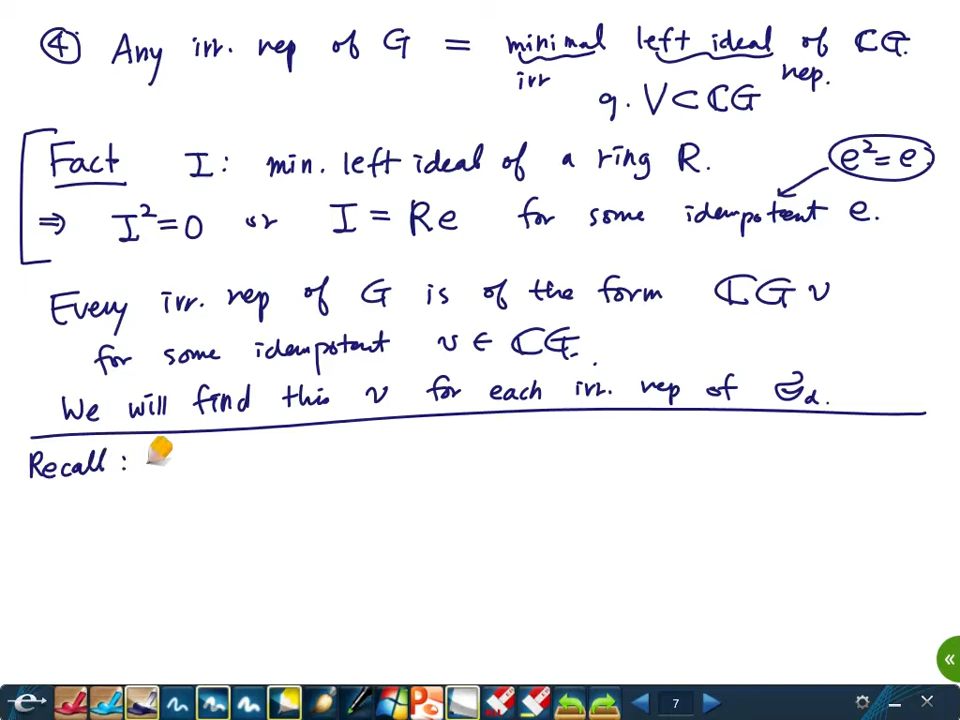 ④ Any irr. rep of G = minimal left ideal of ℂG.
irr rep.
g. V ⊂ ℂG
Fact I : min. left ideal of a ring R. e² = e
⇒ I² = 0 or I = Re for some idempotent e.
Every irr. rep of G is of the form ℂG v
for some idempotent v ∈ ℂG.
We will find this v for each irr. rep of 𝔖d.
Recall :
7